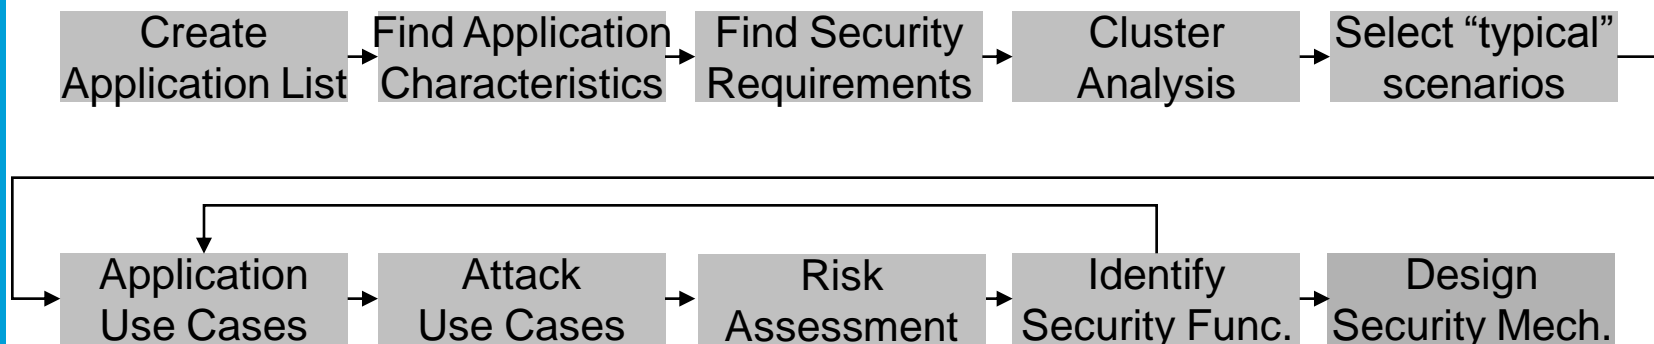 Create
Application List
Find Application
Characteristics
Find Security
Requirements
Cluster
Analysis
Select “typical”
scenarios
Application
Use Cases
Attack
Use Cases
Risk
Assessment
Identify
Security Func.
Design
Security Mech.